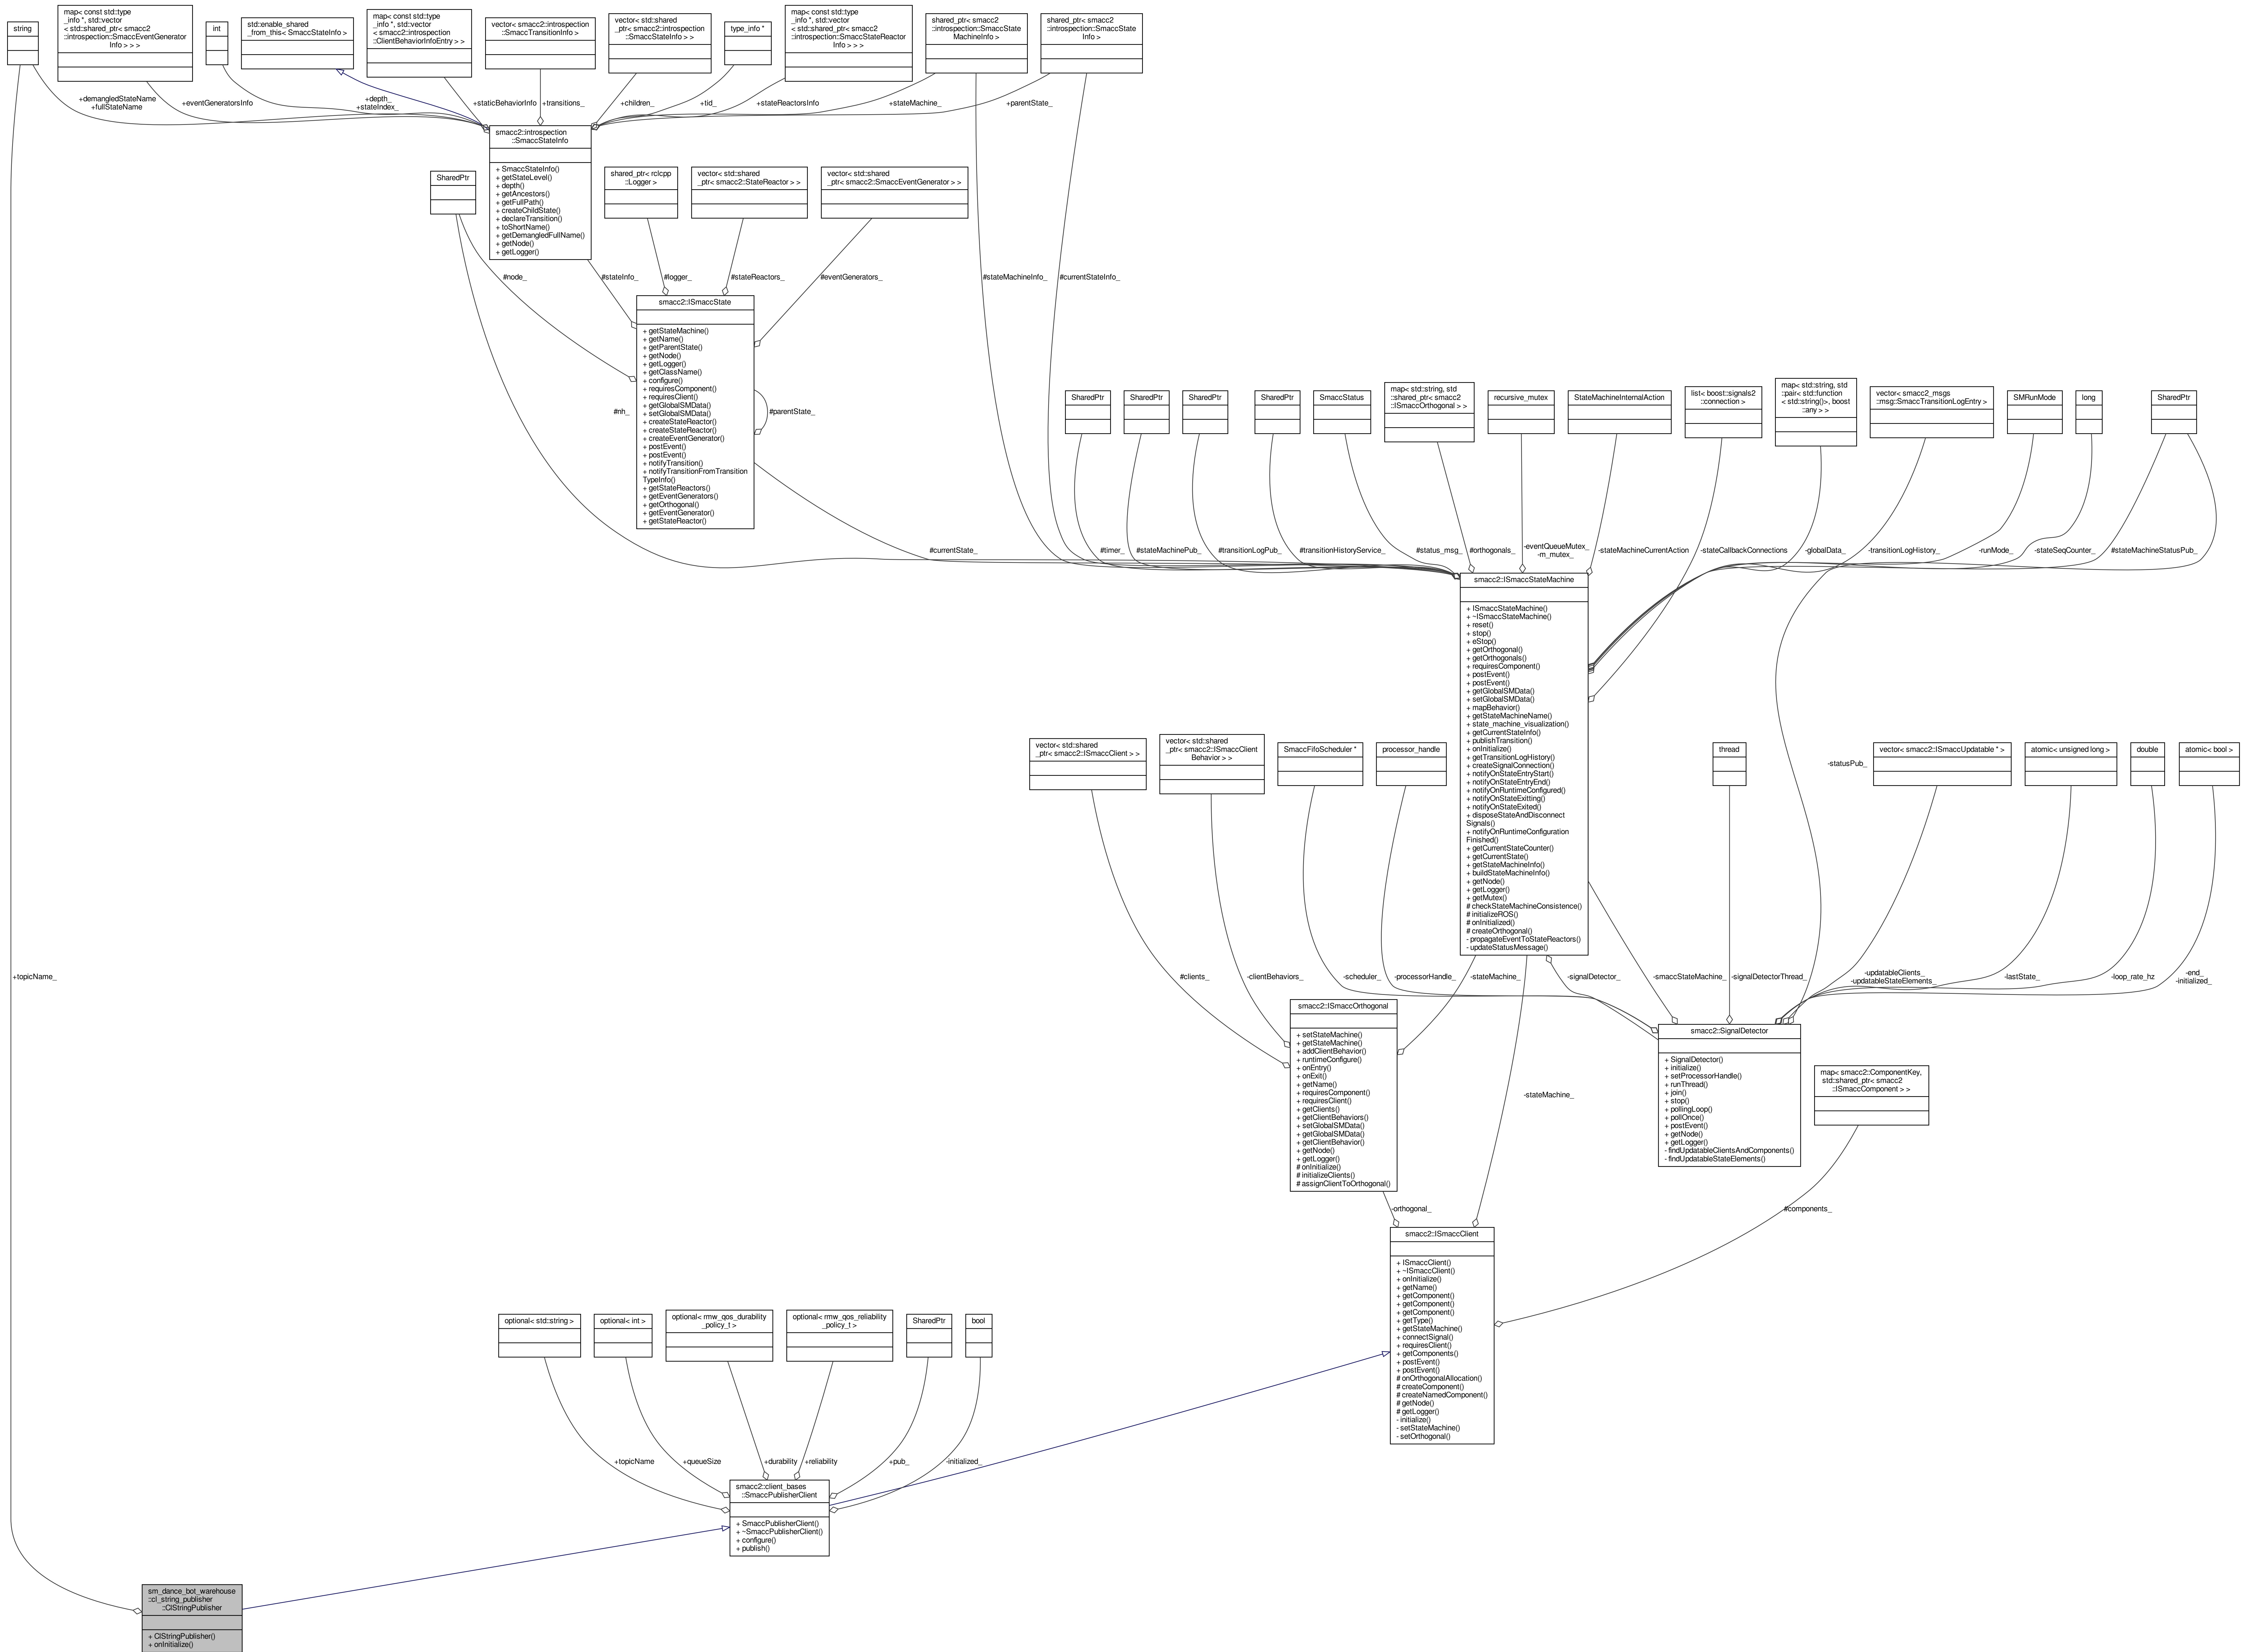 string
map< const std::type
_info *, std::vector
< std::shared_ptr< smacc2
::introspection::SmaccEventGenerator
Info > > >
int
std::enable_shared
_from_this< SmaccStateInfo >
map< const std::type
_info *, std::vector
< smacc2::introspection
::ClientBehaviorInfoEntry > >
vector< smacc2::introspection
::SmaccTransitionInfo >
vector< std::shared
_ptr< smacc2::introspection
::SmaccStateInfo > >
type_info *
map< const std::type
_info *, std::vector
< std::shared_ptr< smacc2
::introspection::SmaccStateReactor
Info > > >
shared_ptr< smacc2
::introspection::SmaccState
MachineInfo >
shared_ptr< smacc2
::introspection::SmaccState
Info >
+demangledStateName
+fullStateName
+eventGeneratorsInfo
+depth_
+stateIndex_
+staticBehaviorInfo
+transitions_
+children_
+tid_
+stateReactorsInfo
+stateMachine_
+parentState_
smacc2::introspection
::SmaccStateInfo
+ SmaccStateInfo()
+ getStateLevel()
+ depth()
+ getAncestors()
+ getFullPath()
+ createChildState()
+ declareTransition()
+ toShortName()
+ getDemangledFullName()
+ getNode()
+ getLogger()
SharedPtr
shared_ptr< rclcpp
::Logger >
vector< std::shared
_ptr< smacc2::StateReactor > >
vector< std::shared
_ptr< smacc2::SmaccEventGenerator > >
#node_
#stateInfo_
#logger_
#stateReactors_
#eventGenerators_
#stateMachineInfo_
#currentStateInfo_
smacc2::ISmaccState
+ getStateMachine()
+ getName()
+ getParentState()
+ getNode()
+ getLogger()
+ getClassName()
+ configure()
+ requiresComponent()
+ requiresClient()
+ getGlobalSMData()
+ setGlobalSMData()
+ createStateReactor()
+ createStateReactor()
+ createEventGenerator()
+ postEvent()
+ postEvent()
+ notifyTransition()
+ notifyTransitionFromTransition
TypeInfo()
+ getStateReactors()
+ getEventGenerators()
+ getOrthogonal()
+ getEventGenerator()
+ getStateReactor()
#nh_
#parentState_
SharedPtr
SharedPtr
SharedPtr
SharedPtr
SmaccStatus
map< std::string, std
::shared_ptr< smacc2
::ISmaccOrthogonal > >
recursive_mutex
StateMachineInternalAction
list< boost::signals2
::connection >
map< std::string, std
::pair< std::function
< std::string()>, boost
::any > >
vector< smacc2_msgs
::msg::SmaccTransitionLogEntry >
SMRunMode
long
SharedPtr
#currentState_
#timer_
#stateMachinePub_
#transitionLogPub_
#transitionHistoryService_
#status_msg_
#orthogonals_
-eventQueueMutex_
-m_mutex_
-stateMachineCurrentAction
-stateCallbackConnections
-globalData_
-transitionLogHistory_
-runMode_
-stateSeqCounter_
#stateMachineStatusPub_
smacc2::ISmaccStateMachine
+ ISmaccStateMachine()
+ ~ISmaccStateMachine()
+ reset()
+ stop()
+ eStop()
+ getOrthogonal()
+ getOrthogonals()
+ requiresComponent()
+ postEvent()
+ postEvent()
+ getGlobalSMData()
+ setGlobalSMData()
+ mapBehavior()
+ getStateMachineName()
+ state_machine_visualization()
+ getCurrentStateInfo()
+ publishTransition()
+ onInitialize()
+ getTransitionLogHistory()
+ createSignalConnection()
+ notifyOnStateEntryStart()
+ notifyOnStateEntryEnd()
+ notifyOnRuntimeConfigured()
+ notifyOnStateExitting()
+ notifyOnStateExited()
+ disposeStateAndDisconnect
Signals()
+ notifyOnRuntimeConfiguration
Finished()
+ getCurrentStateCounter()
+ getCurrentState()
+ getStateMachineInfo()
+ buildStateMachineInfo()
+ getNode()
+ getLogger()
+ getMutex()
# checkStateMachineConsistence()
# initializeROS()
# onInitialized()
# createOrthogonal()
- propagateEventToStateReactors()
- updateStatusMessage()
vector< std::shared
_ptr< smacc2::ISmaccClient > >
vector< std::shared
_ptr< smacc2::ISmaccClient
Behavior > >
SmaccFifoScheduler *
processor_handle
thread
-statusPub_
vector< smacc2::ISmaccUpdatable * >
atomic< unsigned long >
double
atomic< bool >
+topicName_
#clients_
-clientBehaviors_
-scheduler_
-processorHandle_
-stateMachine_
-signalDetector_
-smaccStateMachine_
-signalDetectorThread_
-updatableClients_
-updatableStateElements_
-lastState_
-loop_rate_hz
-end_
-initialized_
smacc2::ISmaccOrthogonal
+ setStateMachine()
+ getStateMachine()
+ addClientBehavior()
+ runtimeConfigure()
+ onEntry()
+ onExit()
+ getName()
+ requiresComponent()
+ requiresClient()
+ getClients()
+ getClientBehaviors()
+ setGlobalSMData()
+ getGlobalSMData()
+ getClientBehavior()
+ getNode()
+ getLogger()
# onInitialize()
# initializeClients()
# assignClientToOrthogonal()
-stateMachine_
smacc2::SignalDetector
+ SignalDetector()
+ initialize()
+ setProcessorHandle()
+ runThread()
+ join()
+ stop()
+ pollingLoop()
+ pollOnce()
+ postEvent()
+ getNode()
+ getLogger()
- findUpdatableClientsAndComponents()
- findUpdatableStateElements()
map< smacc2::ComponentKey,
std::shared_ptr< smacc2
::ISmaccComponent > >
-orthogonal_
#components_
smacc2::ISmaccClient
+ ISmaccClient()
+ ~ISmaccClient()
+ onInitialize()
+ getName()
+ getComponent()
+ getComponent()
+ getComponent()
+ getType()
+ getStateMachine()
+ connectSignal()
+ requiresClient()
+ getComponents()
+ postEvent()
+ postEvent()
# onOrthogonalAllocation()
# createComponent()
# createNamedComponent()
# getNode()
# getLogger()
- initialize()
- setStateMachine()
- setOrthogonal()
optional< std::string >
optional< int >
optional< rmw_qos_durability
_policy_t >
optional< rmw_qos_reliability
_policy_t >
SharedPtr
bool
+topicName
+queueSize
+durability
+reliability
+pub_
-initialized_
smacc2::client_bases
::SmaccPublisherClient
+ SmaccPublisherClient()
+ ~SmaccPublisherClient()
+ configure()
+ publish()
sm_dance_bot_warehouse
::cl_string_publisher
::ClStringPublisher
+ ClStringPublisher()
+ onInitialize()